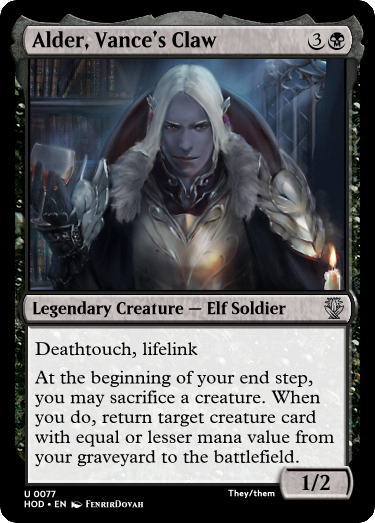 Alder, Vance's Claw 3
Legendary Creature — Elf Soldier
Deathtouch, lifelink
At the beginning of your end step,
you may sacrifice a creature. When
you do, return target creature card
with equal or lesser mana value from
your graveyard to the battlefield.
1/2
U 0077
They/them
HOD • EN FenrirDovah